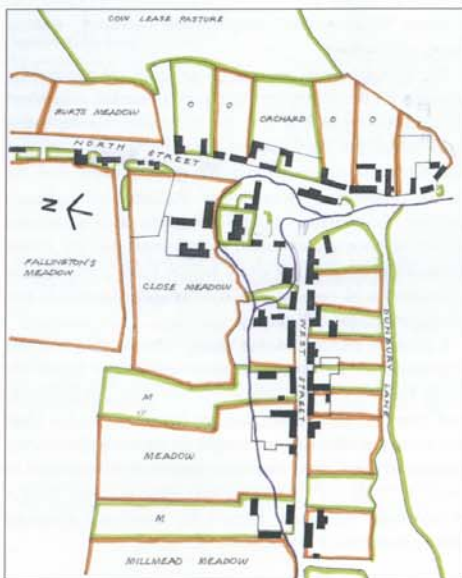 COW LEASE PASTURE
BURTS MEADOW
O
O
ORCHARD
O
O
NORTH STREET
N
FALLINGTON'S
MEADOW
CLOSE MEADOW
WEST STREET
DUNBURY LANE
M
MEADOW
M
MILLMEAD MEADOW